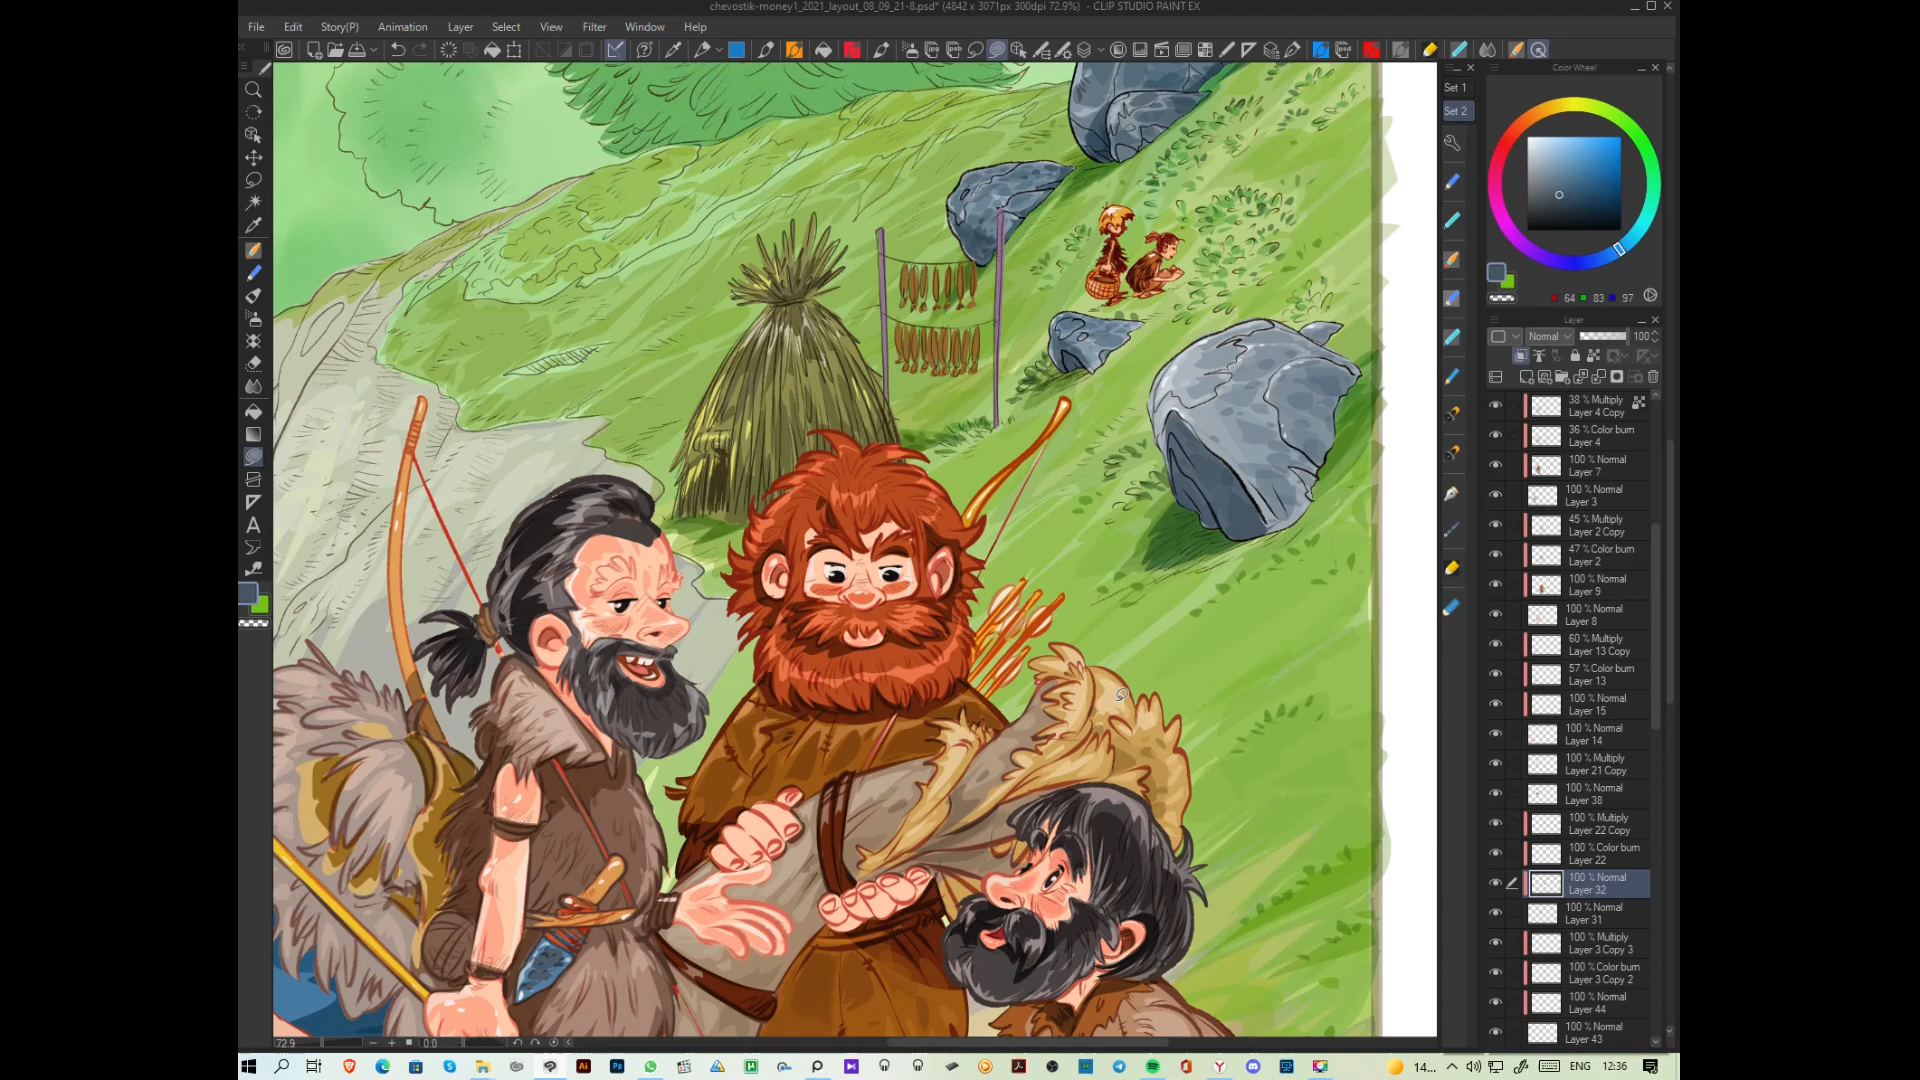 chevostik-money1_2021_layout_08_09_21-8.psd* (4842 x 3071px 300dpi 72.9%) - CLIP STUDIO PAINT EX
File Edit Story(P) Animation Layer Select View Filter Window Help
Color Wheel
Set 1
Set 2
64 83 97
Layer
Normal 100
38 % Multiply
Layer 4 Copy
36 % Color burn
Layer 4
100 % Normal
Layer 7
100 % Normal
Layer 3
45 % Multiply
Layer 2 Copy
47 % Color burn
Layer 2
100 % Normal
Layer 9
100 % Normal
Layer 8
60 % Multiply
Layer 13 Copy
57 % Color burn
Layer 13
100 % Normal
Layer 15
100 % Normal
Layer 14
100 % Multiply
Layer 21 Copy
100 % Normal
Layer 38
100 % Multiply
Layer 22 Copy
100 % Color burn
Layer 22
100 % Normal
Layer 32
100 % Normal
Layer 31
100 % Multiply
Layer 3 Copy 3
100 % Color burn
Layer 3 Copy 2
100 % Normal
Layer 44
100 % Normal
Layer 43
72.9 0.0
14... ENG 12:36